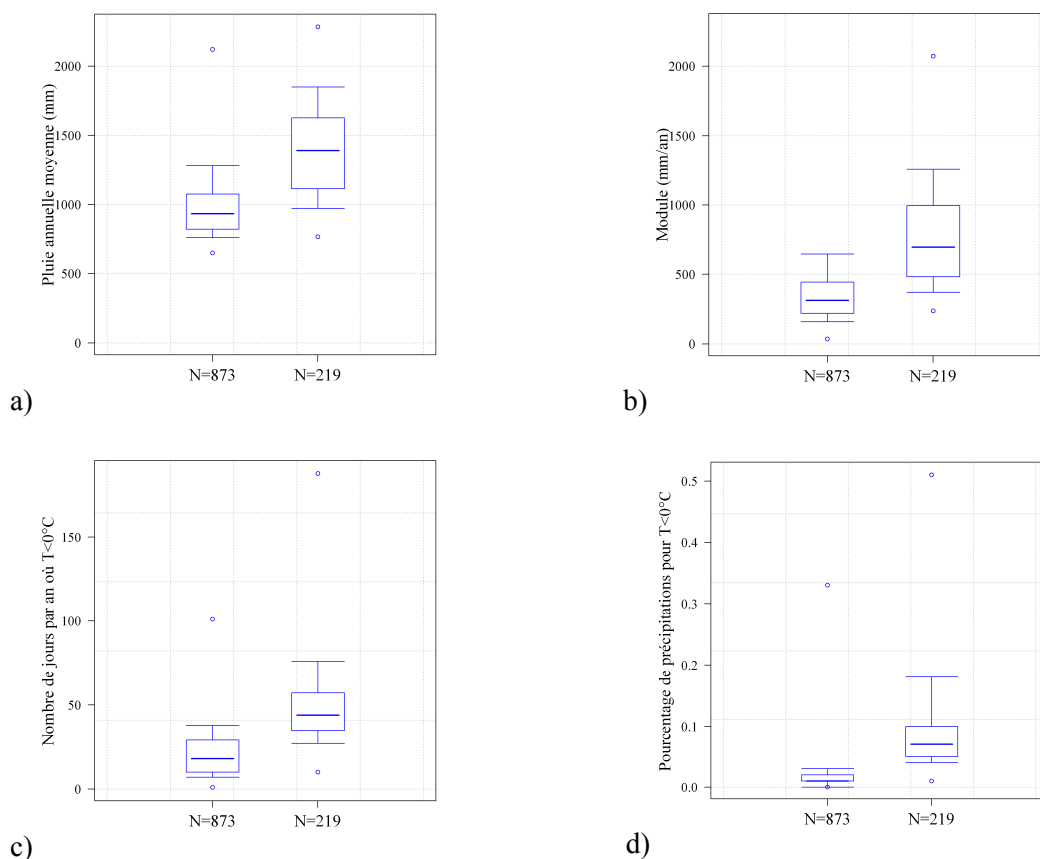 Pluie annuelle moyenne (mm)
2000
1500
1000
500
0
N=873 N=219
a)
Module (mm/an)
2000
1500
1000
500
0
N=873 N=219
b)
Nombre de jours par an où T<0°C
150
100
50
0
N=873 N=219
c)
Pourcentage de précipitations pour T<0°C
0.5
0.4
0.3
0.2
0.1
0.0
N=873 N=219
d)